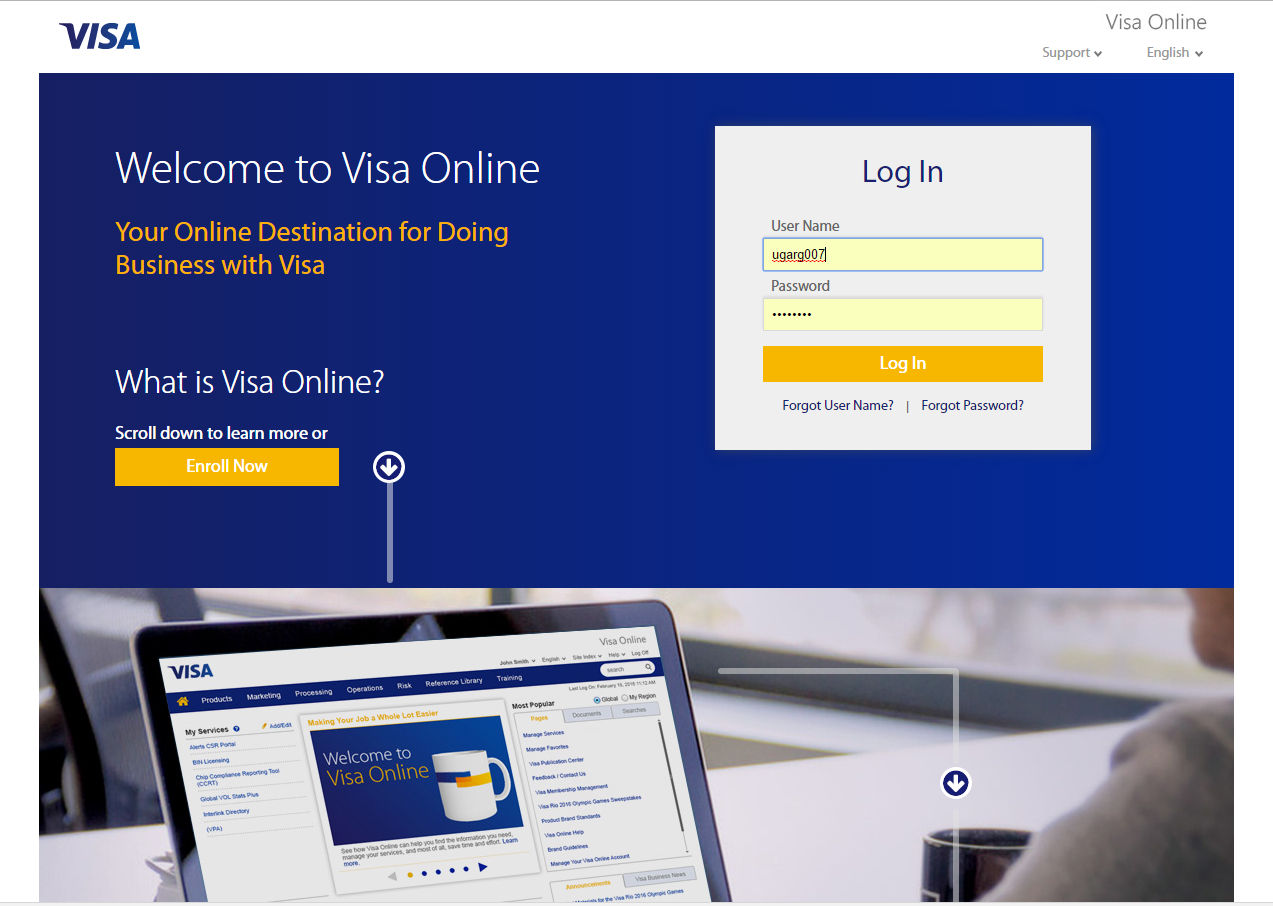 VISA
Visa Online
Support
English
Welcome to Visa Online
Your Online Destination for Doing
Business with Visa
What is Visa Online?
Scroll down to learn more or
Enroll Now
Log In
User Name
ugarg007
Password
••••••••
Log In
Forgot User Name? | Forgot Password?
VISA
Visa Online
John Smith English Site Index Help Log Off
search
Products Marketing Processing Operations Risk Reference Library Training
Last Log On: February 16, 2016 11:12 AM
My Services Add/Edit
Alerts CSR Portal
BIN Licensing
Chip Compliance Reporting Tool
(CCRT)
Global VOL Stats Plus
Interlink Directory
(VPA)
Making Your Job a Whole Lot Easier
Welcome to
Visa Online
See how Visa Online can help you find the information you need,
manage your services, and most of all, save time and effort. Learn
more.
Most Popular Global My Region
Pages Documents Searches
Manage Services
Manage Favorites
Visa Publication Center
Feedback / Contact Us
Visa Membership Management
Visa Rio 2016 Olympic Games Sweepstakes
Product Brand Standards
Visa Online Help
Brand Guidelines
Manage Your Visa Online Account
Announcements Visa Business News
Materials for the Visa Rio 2016 Olympic Games